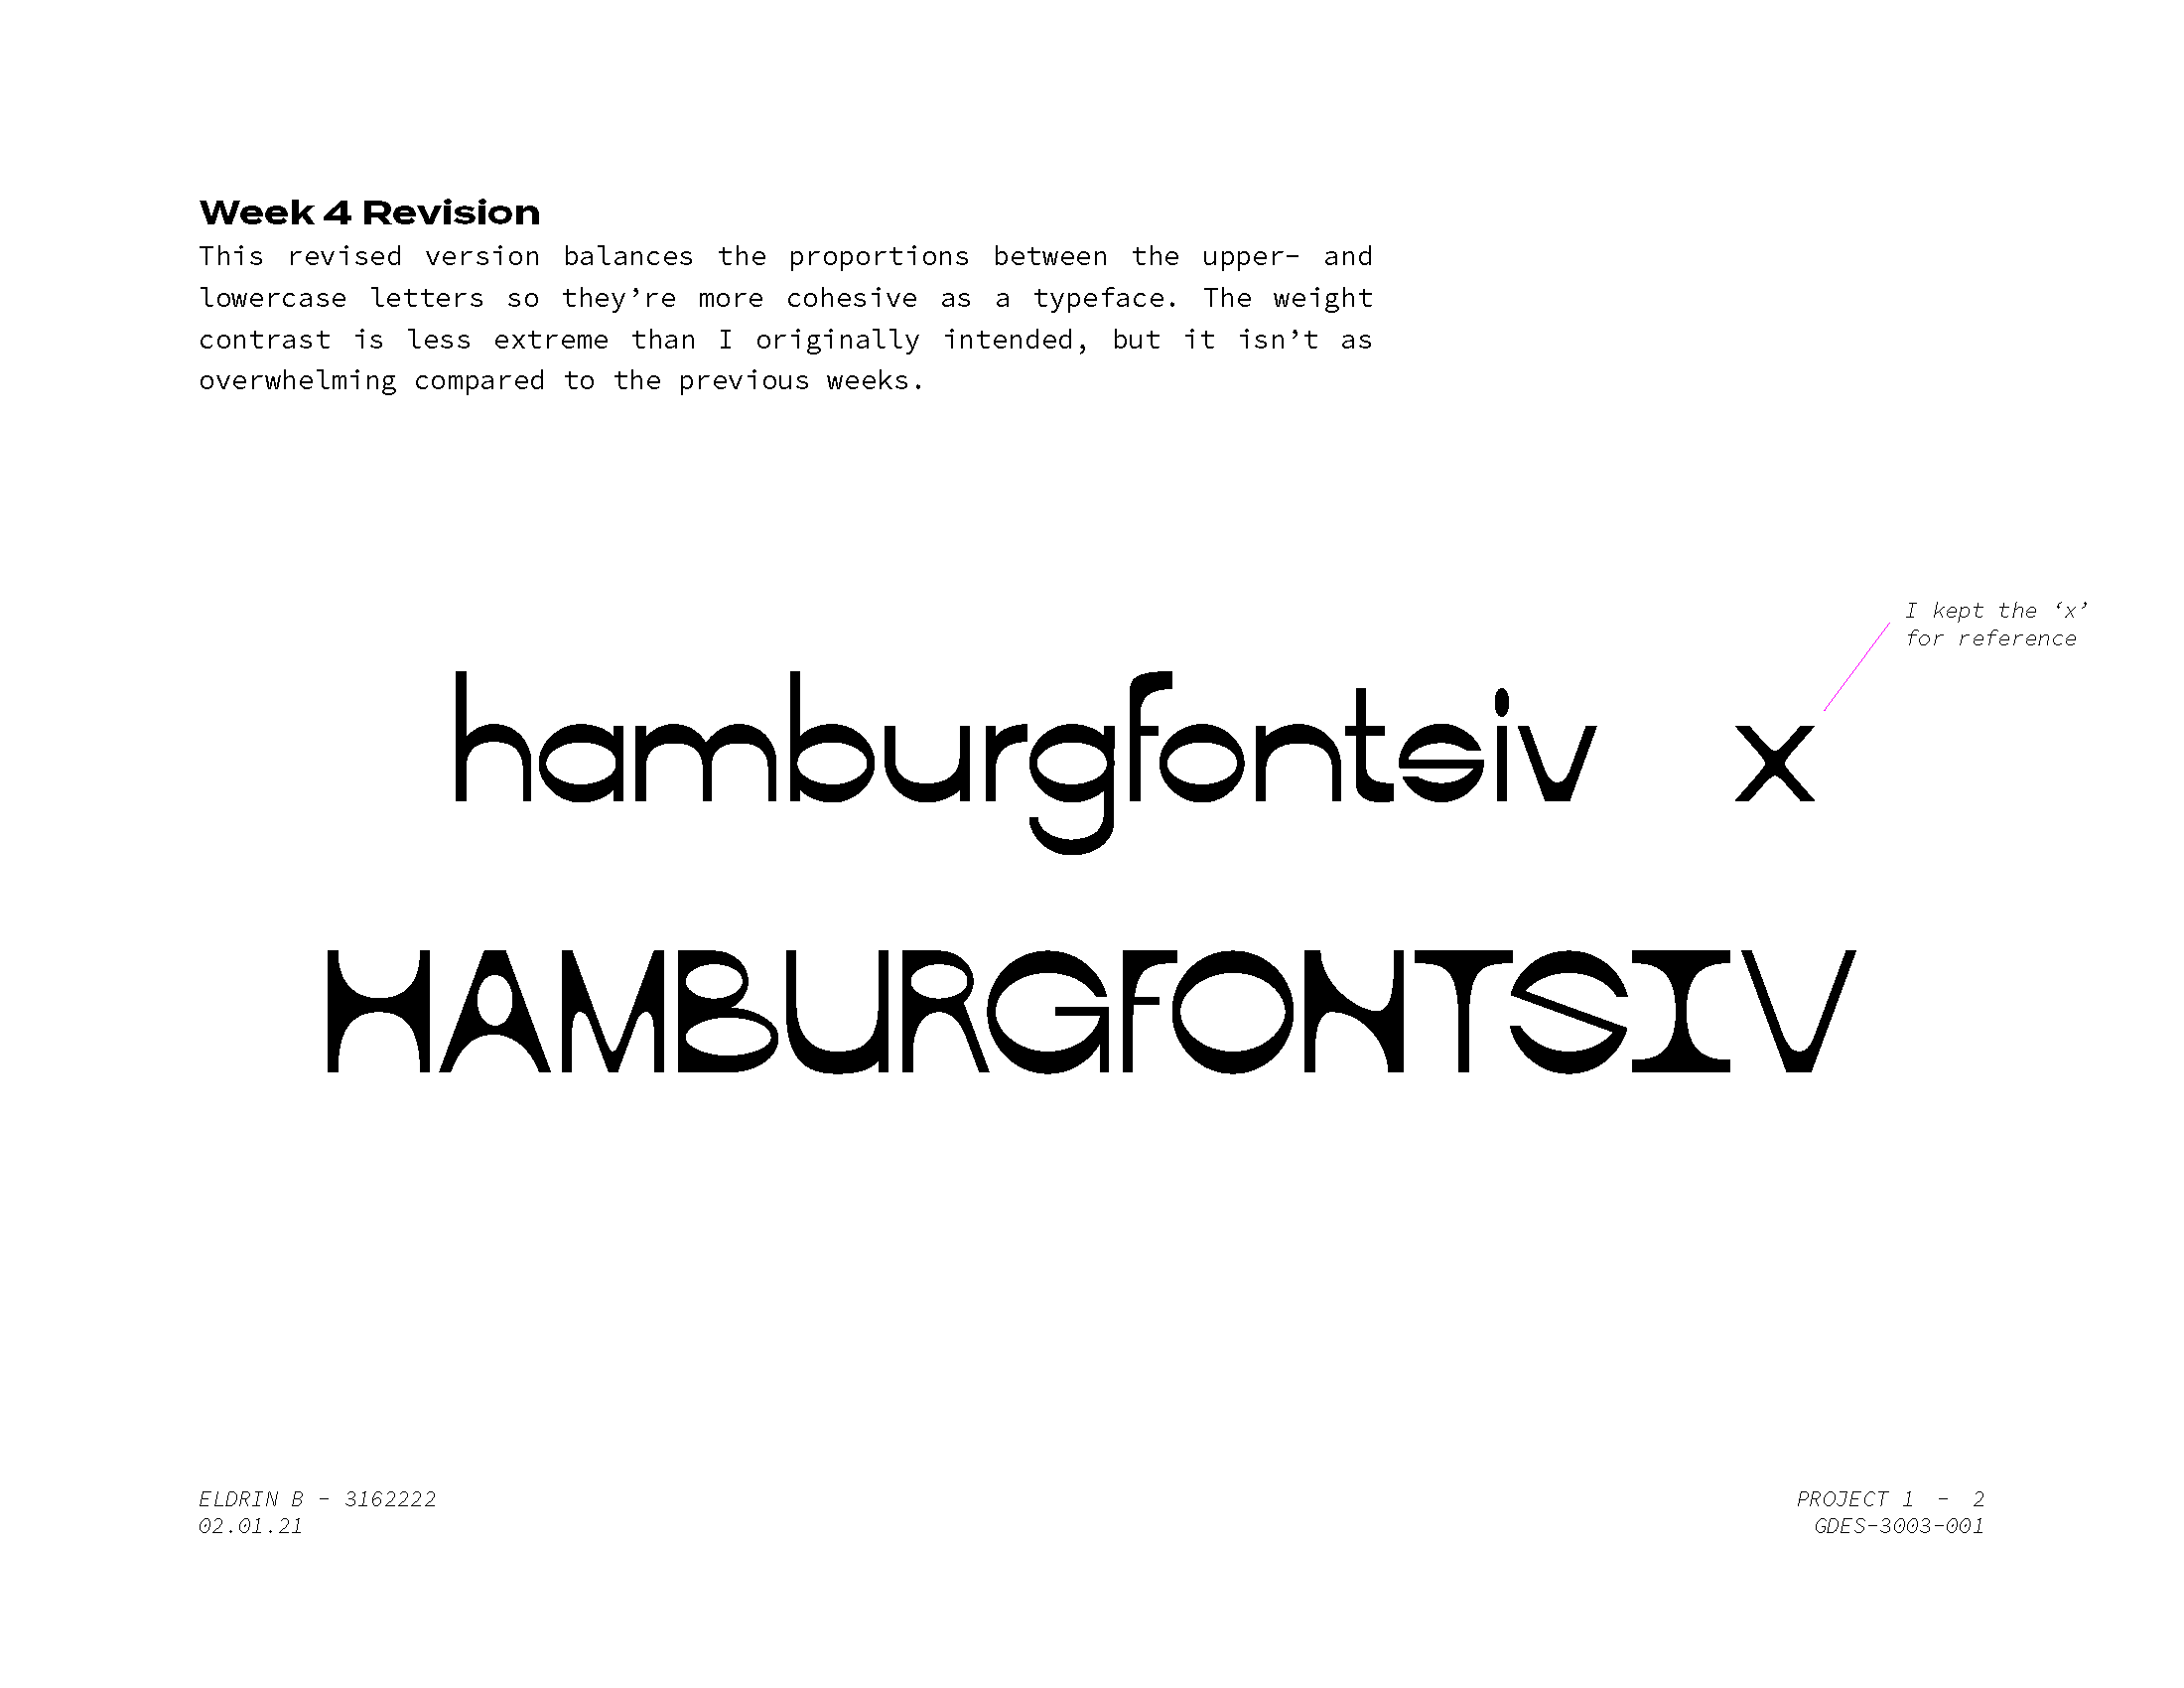 Week 4 Revision
This revised version balances the proportions between the upper- and
lowercase letters so they’re more cohesive as a typeface. The weight
contrast is less extreme than I originally intended, but it isn’t as
overwhelming compared to the previous weeks.
I kept the ‘x’
for reference
hamburgfontsiv x
HAMBURGFONTSIV
ELDRIN B - 3162222
02.01.21
PROJECT 1 - 2
GDES-3003-001